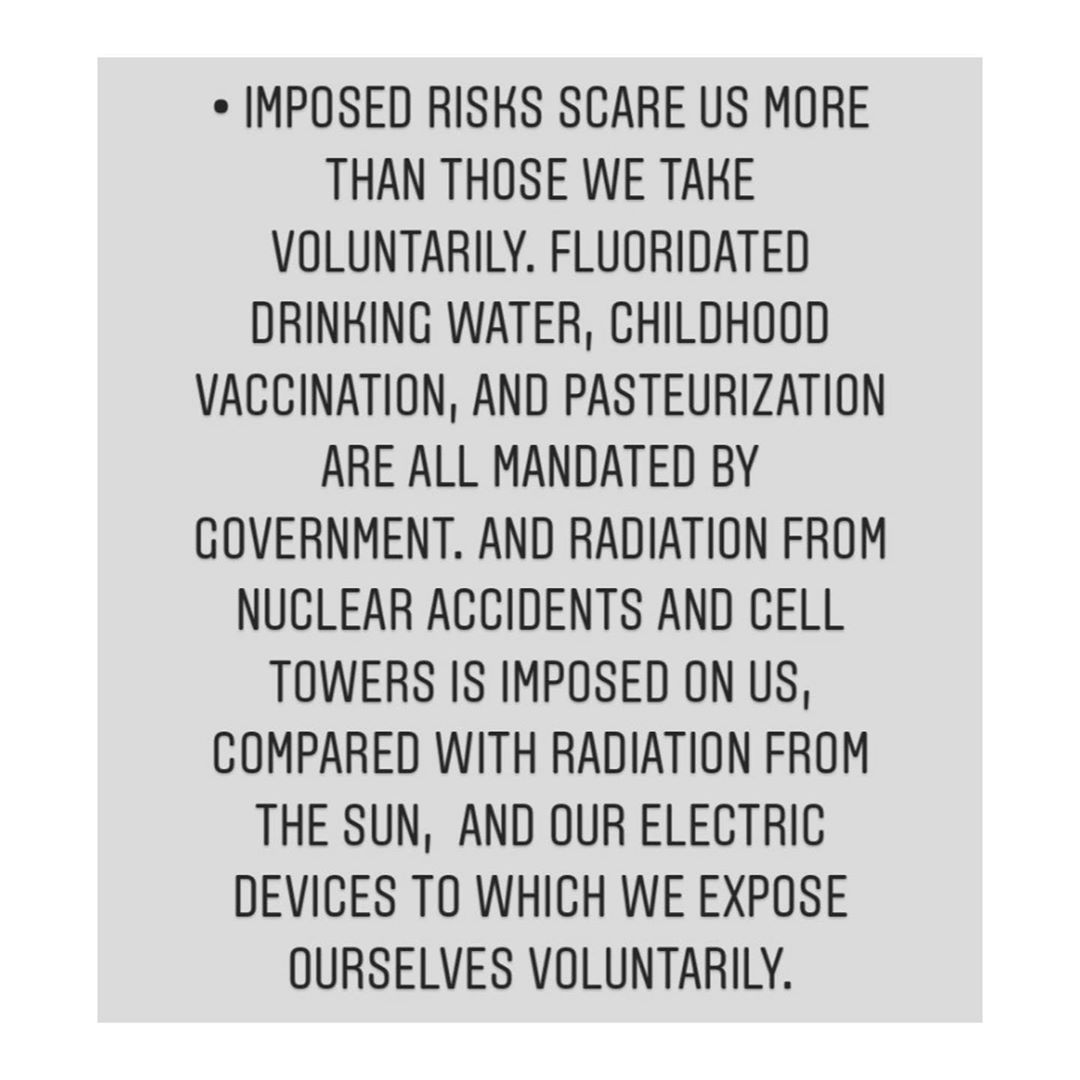 • IMPOSED RISKS SCARE US MORE
THAN THOSE WE TAKE
VOLUNTARILY. FLUORIDATED
DRINKING WATER, CHILDHOOD
VACCINATION, AND PASTEURIZATION
ARE ALL MANDATED BY
GOVERNMENT. AND RADIATION FROM
NUCLEAR ACCIDENTS AND CELL
TOWERS IS IMPOSED ON US,
COMPARED WITH RADIATION FROM
THE SUN,  AND OUR ELECTRIC
DEVICES TO WHICH WE EXPOSE
OURSELVES VOLUNTARILY.